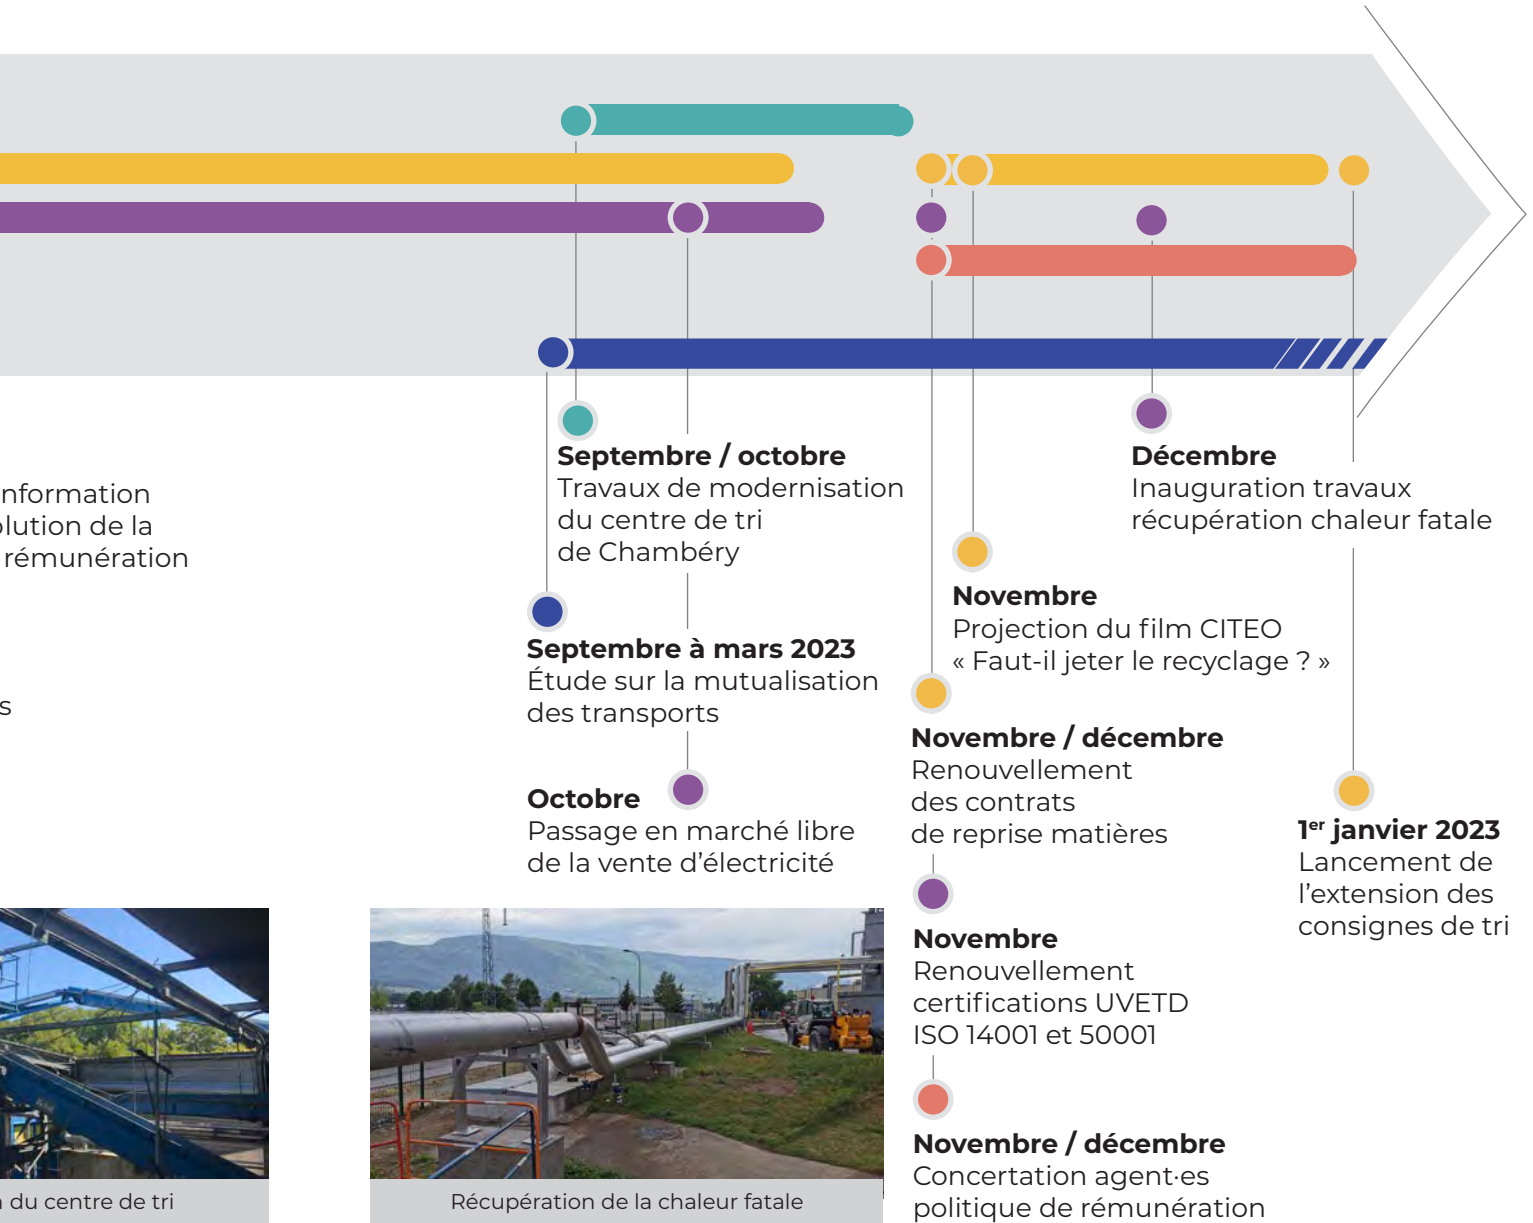 nformation
lution de la
rémunération
s
Septembre / octobre
Travaux de modernisation
du centre de tri
de Chambéry
Septembre à mars 2023
Étude sur la mutualisation
des transports
Octobre
Passage en marché libre
de la vente d’électricité
Décembre
Inauguration travaux
récupération chaleur fatale
Novembre
Projection du film CITEO
« Faut-il jeter le recyclage ? »
Novembre / décembre
Renouvellement
des contrats
de reprise matières
1er janvier 2023
Lancement de
l’extension des
consignes de tri
Novembre
Renouvellement
certifications UVETD
ISO 14001 et 50001
Novembre / décembre
Concertation agent·es
politique de rémunération
du centre de tri
Récupération de la chaleur fatale